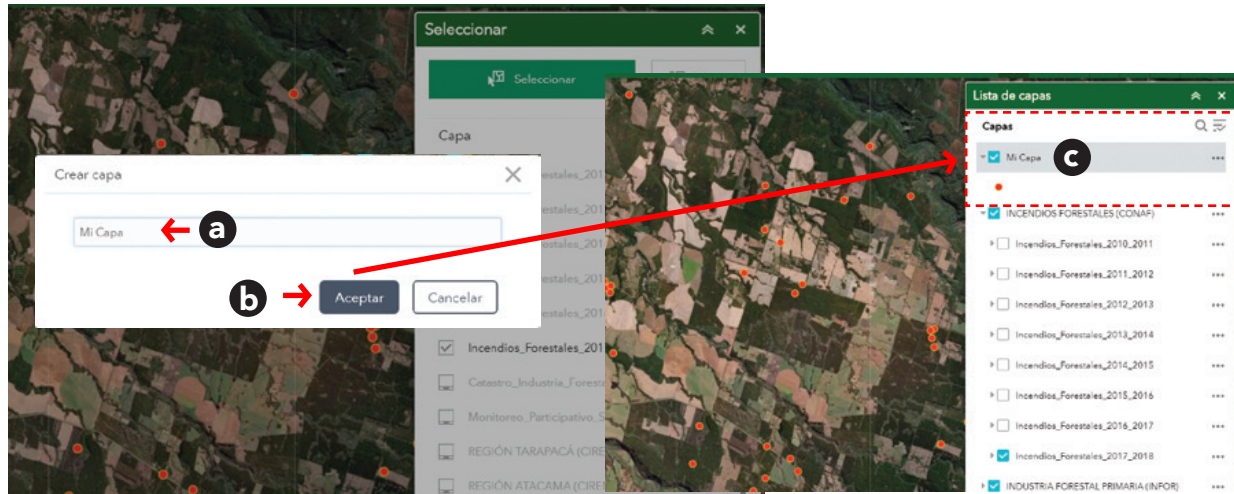 Seleccionar
Seleccionar
Capa
Crear capa
Mi Capa
a
b
Aceptar
Cancelar
Incendios_Forestales_201
Catastro_Industria_Foresta
Monitoreo_Participativo_S
REGIÓN TARAPACÁ (CIRE
REGIÓN ATACAMA (CIREN
Lista de capas
Capas
Mi Capa
c
INCENDIOS FORESTALES (CONAF)
Incendios_Forestales_2010_2011
Incendios_Forestales_2011_2012
Incendios_Forestales_2012_2013
Incendios_Forestales_2013_2014
Incendios_Forestales_2014_2015
Incendios_Forestales_2015_2016
Incendios_Forestales_2016_2017
Incendios_Forestales_2017_2018
INDUSTRIA FORESTAL PRIMARIA (INFOR)